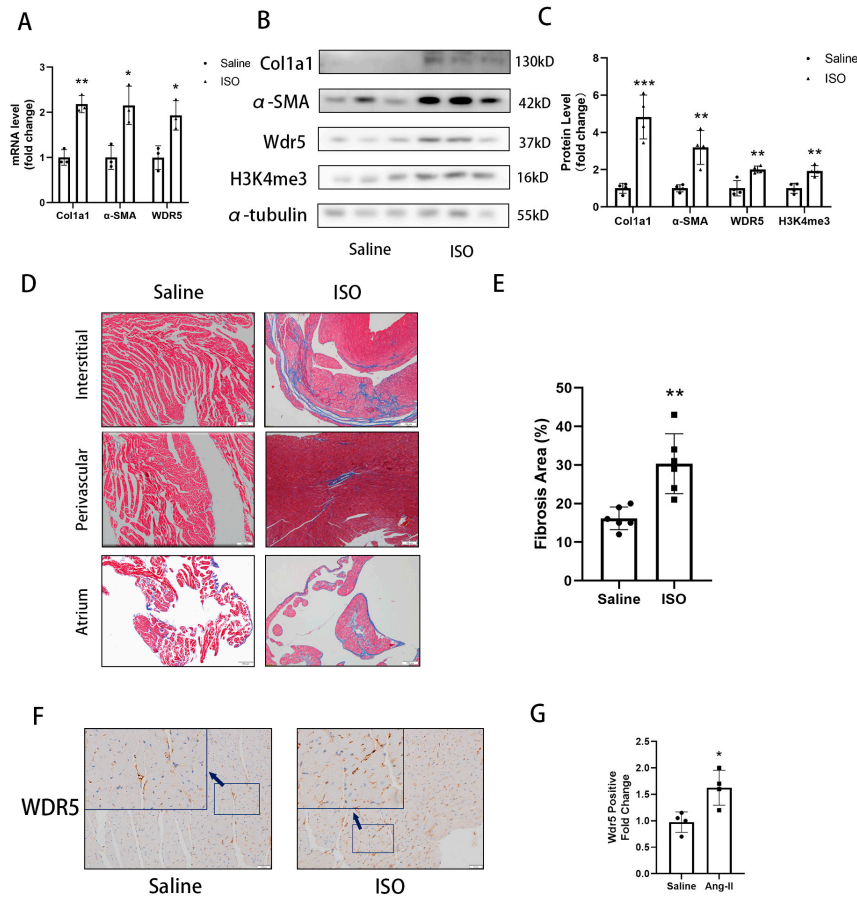 A
mRNA level
(fold change)
3
2
1
0
**
*
*
Col1a1
α-SMA
WDR5
Saline
ISO
B
Col1a1
130kD
α-SMA
42kD
Wdr5
37kD
H3K4me3
16kD
α-tubulin
55kD
Saline
ISO
C
Protein Level
(fold change)
8
6
4
2
0
***
**
**
**
Col1a1
α-SMA
WDR5
H3K4me3
Saline
ISO
D
Saline
ISO
Interstitial
Perivascular
Atrium
E
Fibrosis Area (%)
50
40
30
20
10
0
**
Saline
ISO
F
WDR5
Saline
ISO
G
Wdr5 Positive
Fold Change
2.5
2.0
1.5
1.0
0.5
0.0
*
Saline
Ang-II